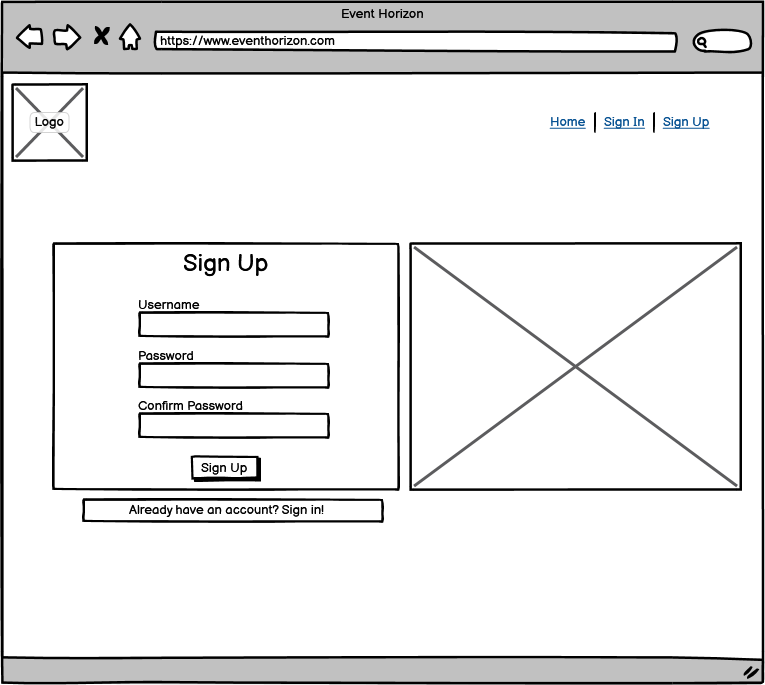 Event Horizon
https://www.eventhorizon.com
Logo
Home Sign In Sign Up
Sign Up
Username
Password
Confirm Password
Sign Up
Already have an account? Sign in!